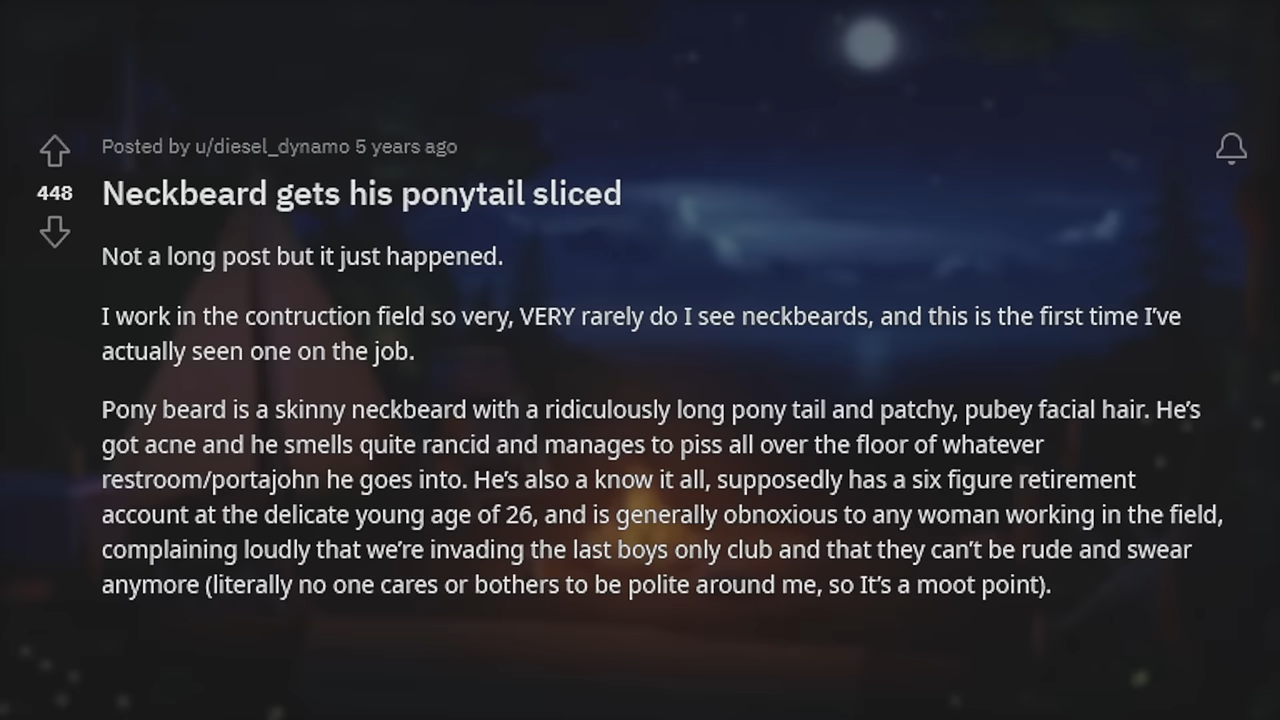 Posted by u/diesel_dynamo 5 years ago
448
Neckbeard gets his ponytail sliced
Not a long post but it just happened.
I work in the contruction field so very, VERY rarely do I see neckbeards, and this is the first time I’ve
actually seen one on the job.
Pony beard is a skinny neckbeard with a ridiculously long pony tail and patchy, pubey facial hair. He’s
got acne and he smells quite rancid and manages to piss all over the floor of whatever
restroom/portajohn he goes into. He’s also a know it all, supposedly has a six figure retirement
account at the delicate young age of 26, and is generally obnoxious to any woman working in the field,
complaining loudly that we’re invading the last boys only club and that they can’t be rude and swear
anymore (literally no one cares or bothers to be polite around me, so It’s a moot point).